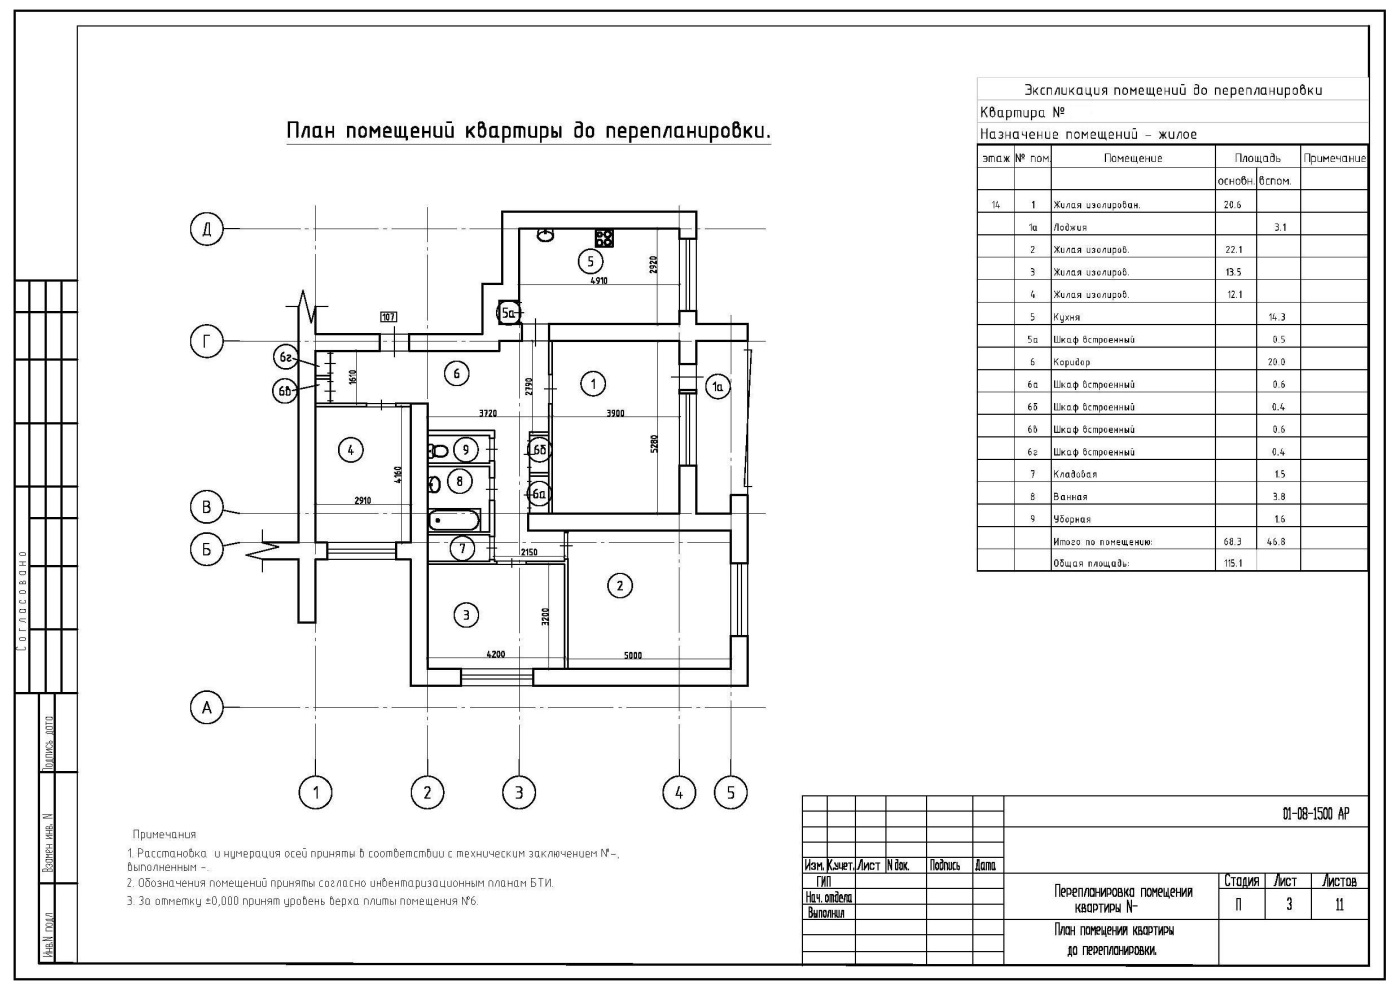 План помещений квартиры до перепланировки.
Экспликация помещений до перепланировки
Квартира №
Назначение помещений - жилое
этаж № пом. Помещение Площадь Примечание
основн. вспом.
14 1 Жилая изолирован. 20.6
1а Лоджия 3.1
2 Жилая изолиров. 22.1
3 Жилая изолиров. 13.5
4 Жилая изолиров. 12.1
5 Кухня 14.3
5а Шкаф встроенный 0.5
6 Коридор 20.0
6а Шкаф встроенный 0.6
6б Шкаф встроенный 0.4
6в Шкаф встроенный 0.6
6г Шкаф встроенный 0.4
7 Кладовая 1.5
8 Ванная 3.8
9 Уборная 1.6
Итого по помещению: 68.3 46.8
Общая площадь: 115.1
Д
5
2920
4910
5а
107
Г
6г
6 1610
1 2790
1а
6в
3720 3900
4 9 6б 5280
4160
8 6а
2910
В
Б
7 2150
2
3 3200
4200 5000
А
1 2 3 4 5
Согласовано
Подпись дата
Взамен инв. N
Инв.N подл
Примечания
1. Расстановка и нумерация осей приняты в соответствии с техническим заключением №-,
выполненным -.
2. Обозначения помещений приняты согласно инвентаризационным планам БТИ.
3. За отметку ±0,000 принят уровень верха плиты помещения №6.
01-08-1500 АР
Изм. К.учет. Лист N док. Подпись Дата
ГИП
Нач. отдела
Выполнил
Перепланировка помещения
квартиры N-
Стадия Лист Листов
П 3 11
План помещений квартиры
до перепланировки.